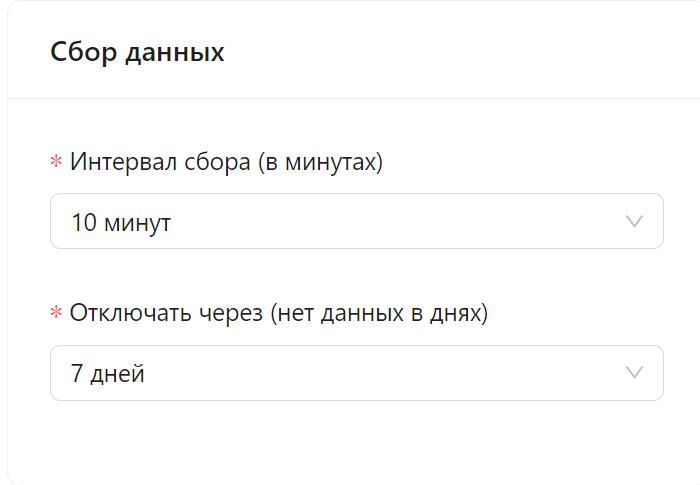 Сбор данных
* Интервал сбора (в минутах)
10 минут
* Отключать через (нет данных в днях)
7 дней